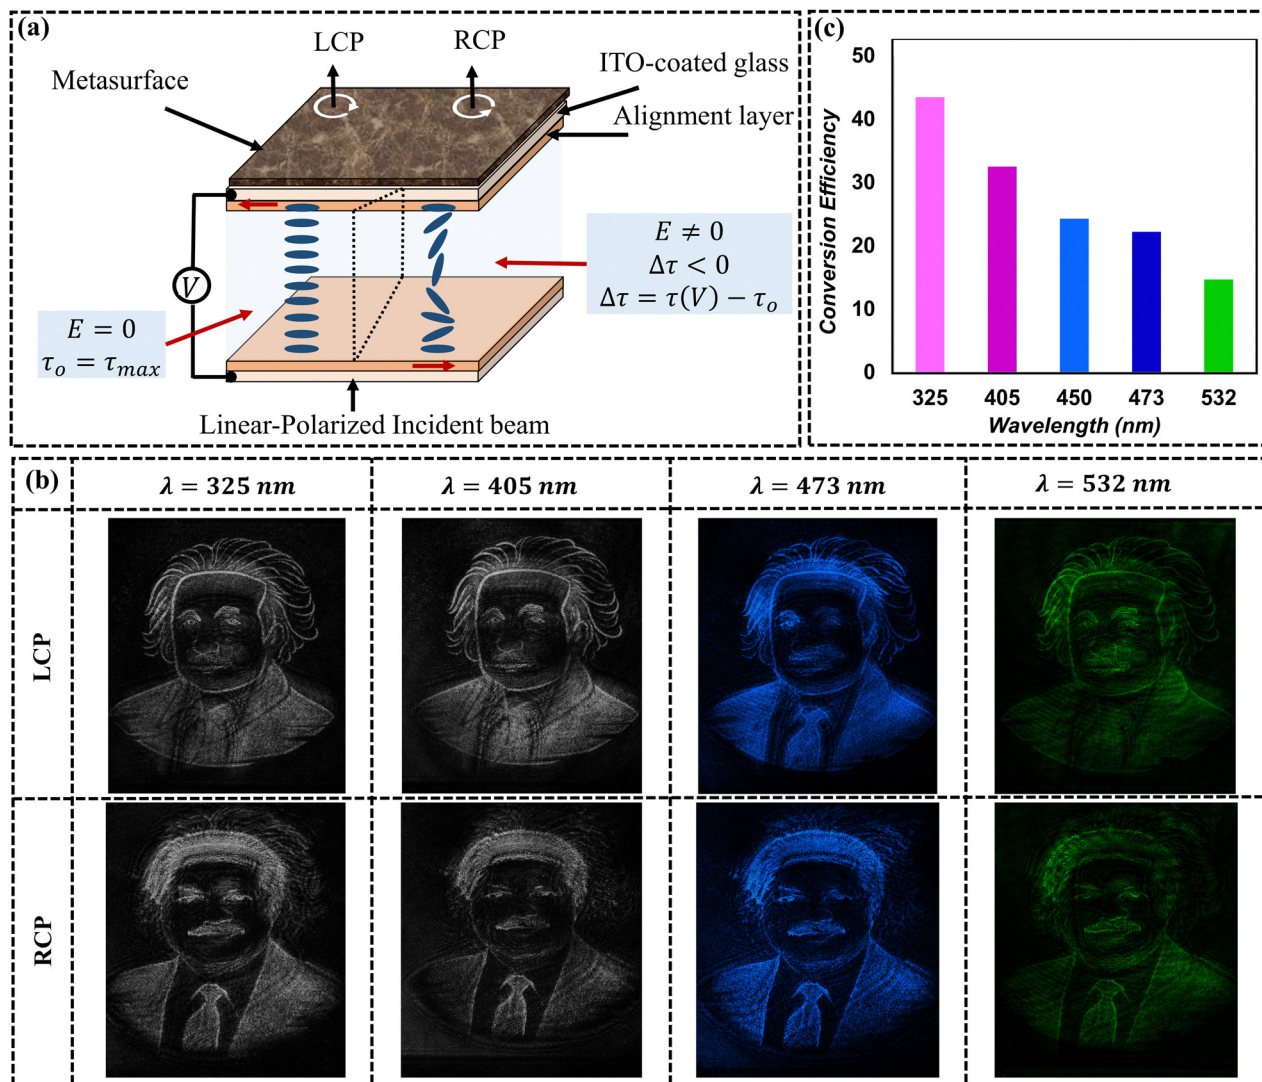 (a)
LCP
RCP
Metasurface
ITO-coated glass
Alignment layer
V
E ≠ 0
Δτ < 0
Δτ = τ(V) − τ₀
E = 0
τ₀ = τₘₐₓ
Linear-Polarized Incident beam
(c)
Conversion Efficiency
50
40
30
20
10
0
325 405 450 473 532
Wavelength (nm)
(b)
λ = 325 nm
λ = 405 nm
λ = 473 nm
λ = 532 nm
LCP
RCP